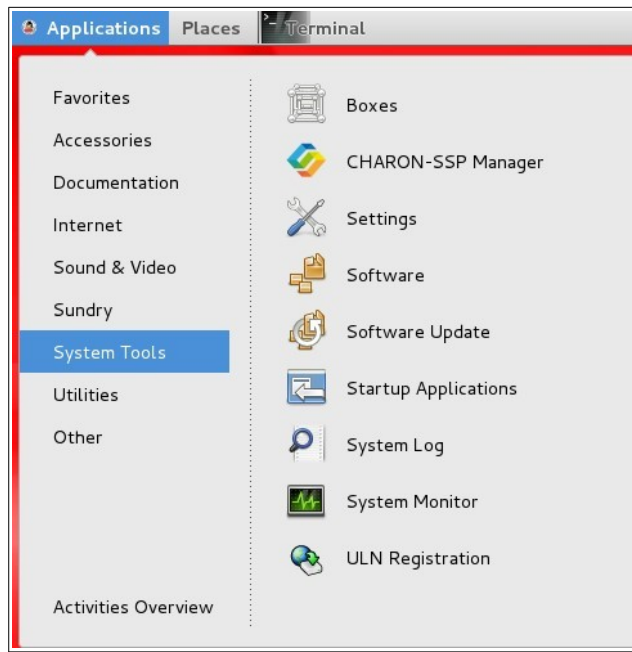 Applications Places Terminal
Favorites
Accessories
Documentation
Internet
Sound & Video
Sundry
System Tools
Utilities
Other
Activities Overview
Boxes
CHARON-SSP Manager
Settings
Software
Software Update
Startup Applications
System Log
System Monitor
ULN Registration